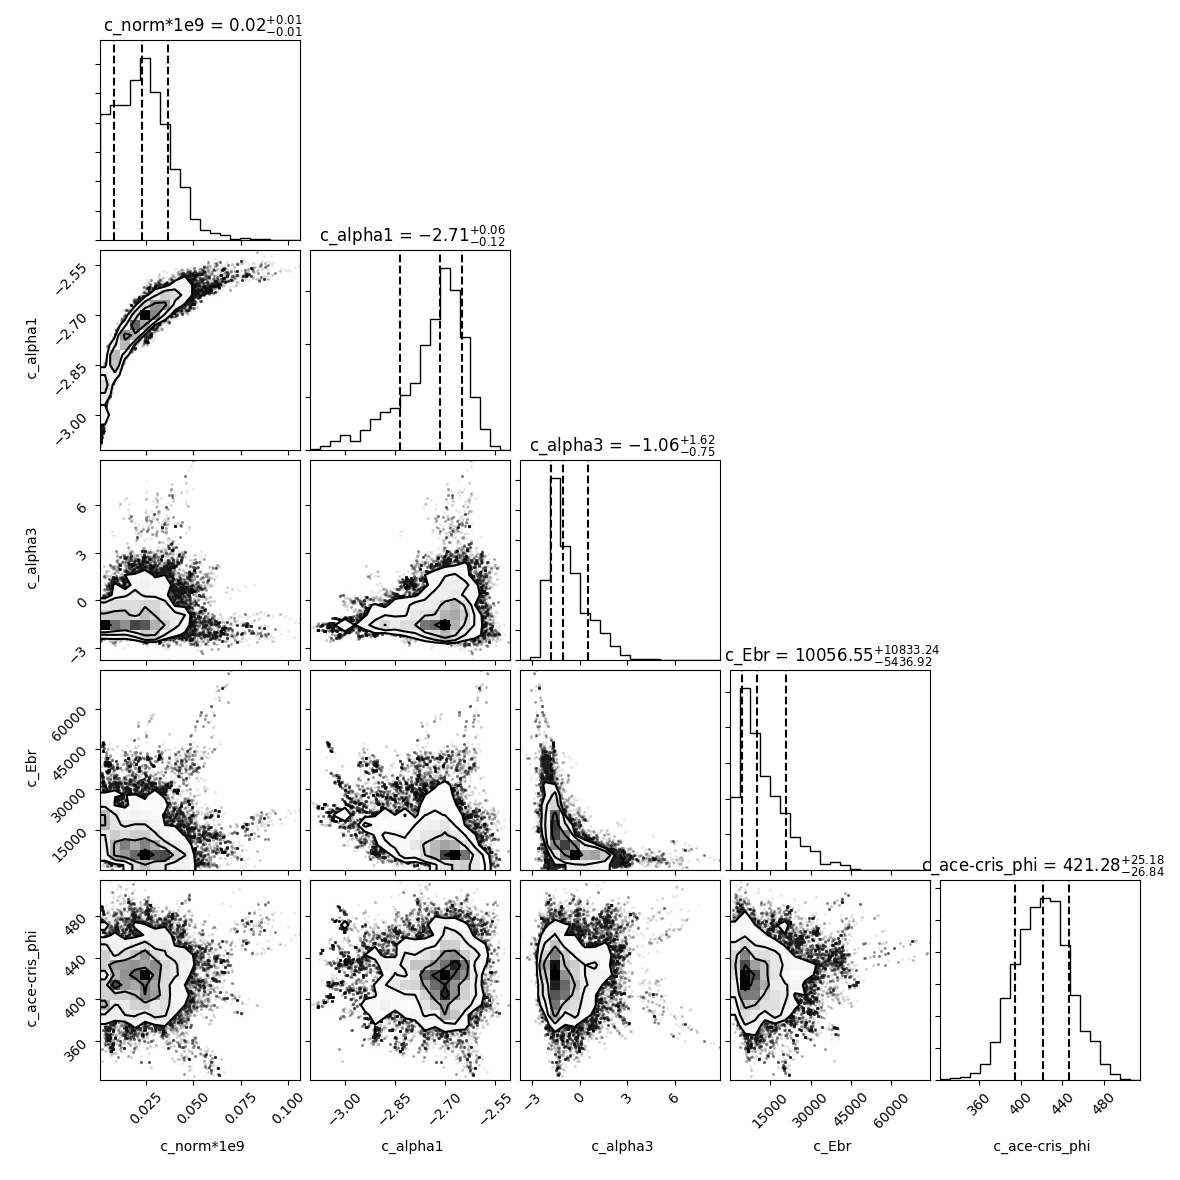 c_norm*1e9 = 0.02+0.01−0.01
c_alpha1
−2.55
−2.70
−2.85
−3.00
c_alpha1 = −2.71+0.06−0.12
c_alpha3
6
3
0
−3
c_alpha3 = −1.06+1.62−0.75
c_Ebr
60000
45000
30000
15000
c_Ebr = 10056.55+10833.24−5436.92
c_ace-cris_phi
480
440
400
360
c_ace-cris_phi = 421.28+25.18−26.84
0.025 0.050 0.075 0.100
−3.00 −2.85 −2.70 −2.55
−3 0 3 6
15000 30000 45000 60000
360 400 440 480
c_norm*1e9
c_alpha1
c_alpha3
c_Ebr
c_ace-cris_phi